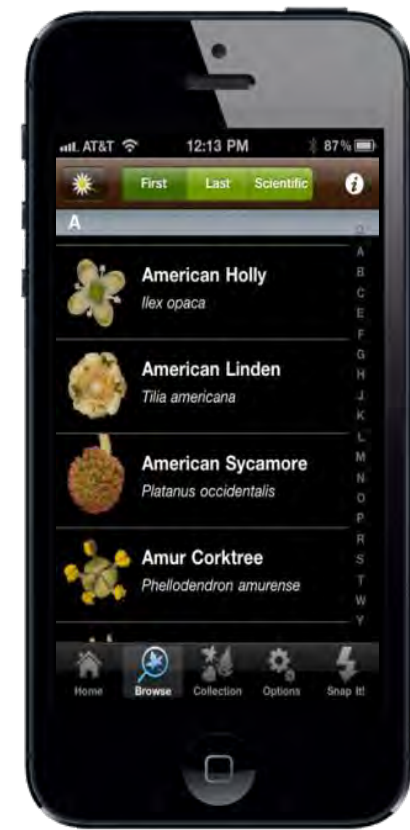 AT&T 12:13 PM 87%
First Last Scientific i
A
American Holly
Ilex opaca
American Linden
Tilia americana
American Sycamore
Platanus occidentalis
Amur Corktree
Phellodendron amurense
A
B
C
E
F
G
H
J
K
L
M
N
O
P
R
S
T
W
Y
Home Browse Collection Options Snap It!